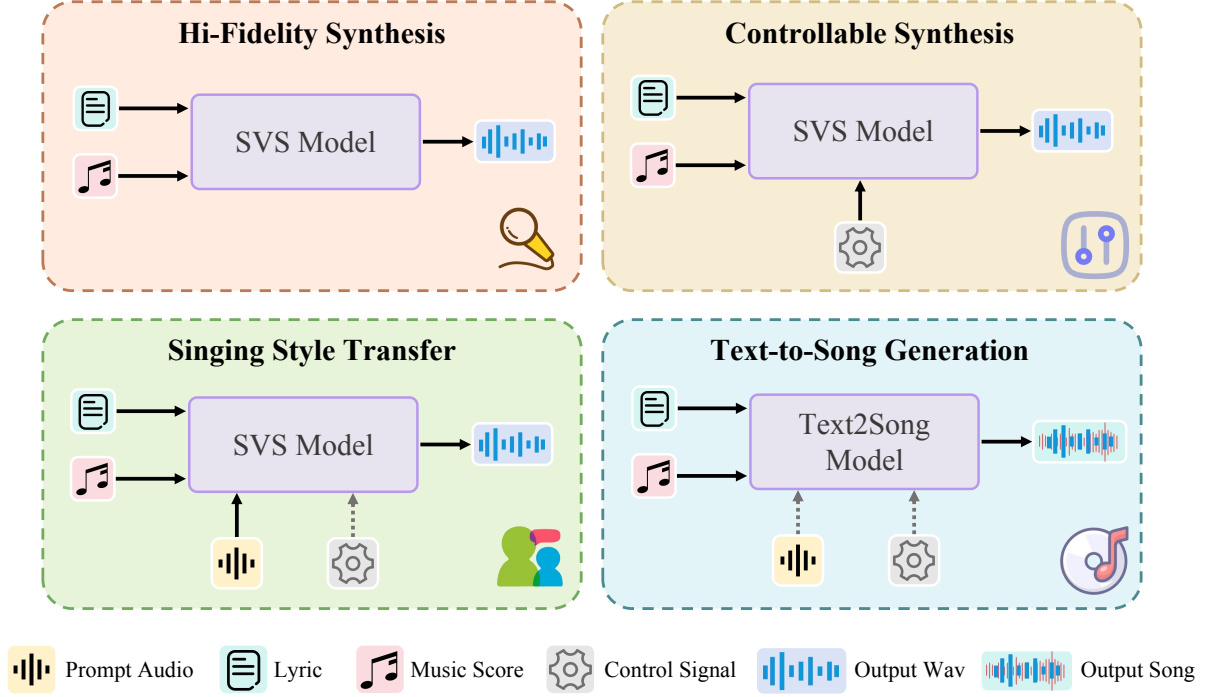 Hi-Fidelity Synthesis
SVS Model
Controllable Synthesis
SVS Model
Singing Style Transfer
SVS Model
Text-to-Song Generation
Text2Song
Model
Prompt Audio
Lyric
Music Score
Control Signal
Output Wav
Output Song